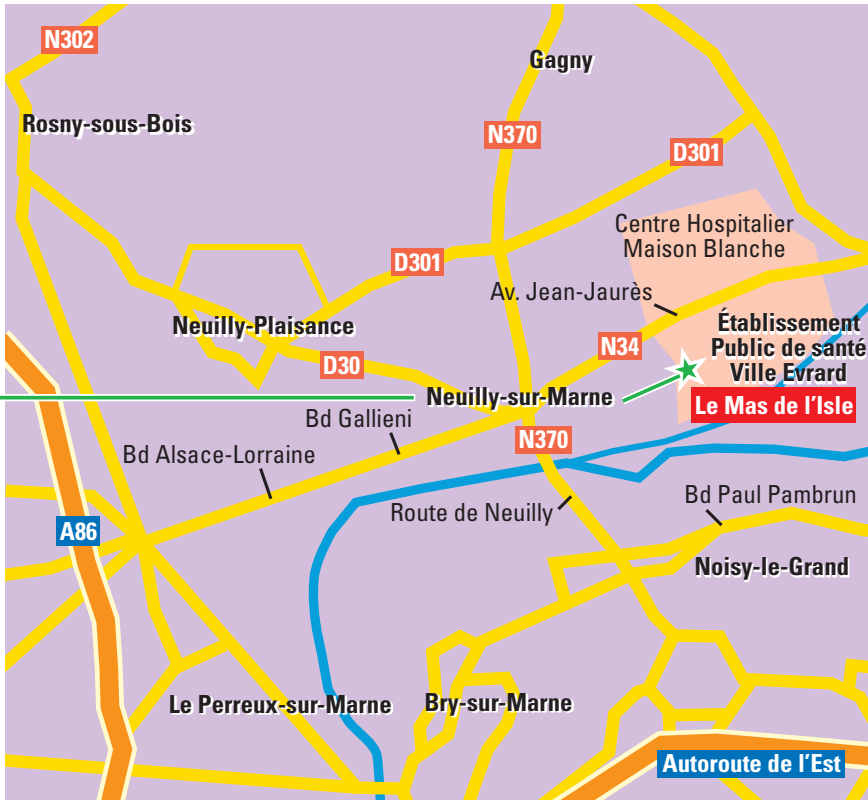 N302
Gagny
Rosny-sous-Bois
N370
D301
Centre Hospitalier
Maison Blanche
D301
Av. Jean-Jaurès
Neuilly-Plaisance
Établissement
Public de santé
Ville Evrard
N34
D30
Neuilly-sur-Marne
Le Mas de l'Isle
Bd Gallieni
N370
Bd Alsace-Lorraine
Bd Paul Pambrun
Route de Neuilly
A86
Noisy-le-Grand
Le Perreux-sur-Marne
Bry-sur-Marne
Autoroute de l'Est